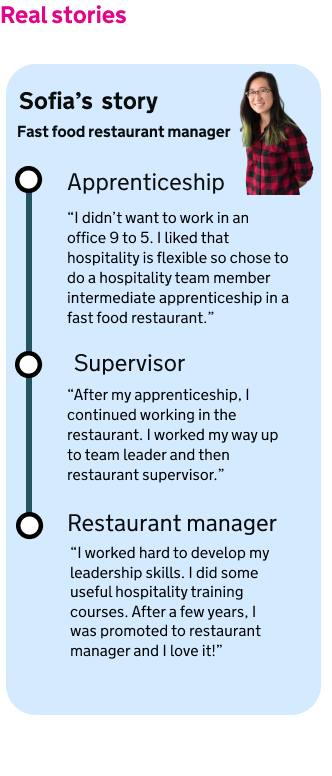 Real stories
Sofia's story
Fast food restaurant manager
Apprenticeship
“I didn’t want to work in an
office 9 to 5. I liked that
hospitality is flexible so chose to
do a hospitality team member
intermediate apprenticeship in a
fast food restaurant.”
Supervisor
“After my apprenticeship, I
continued working in the
restaurant. I worked my way up
to team leader and then
restaurant supervisor.”
Restaurant manager
“I worked hard to develop my
leadership skills. I did some
useful hospitality training
courses. After a few years, I
was promoted to restaurant
manager and I love it!”